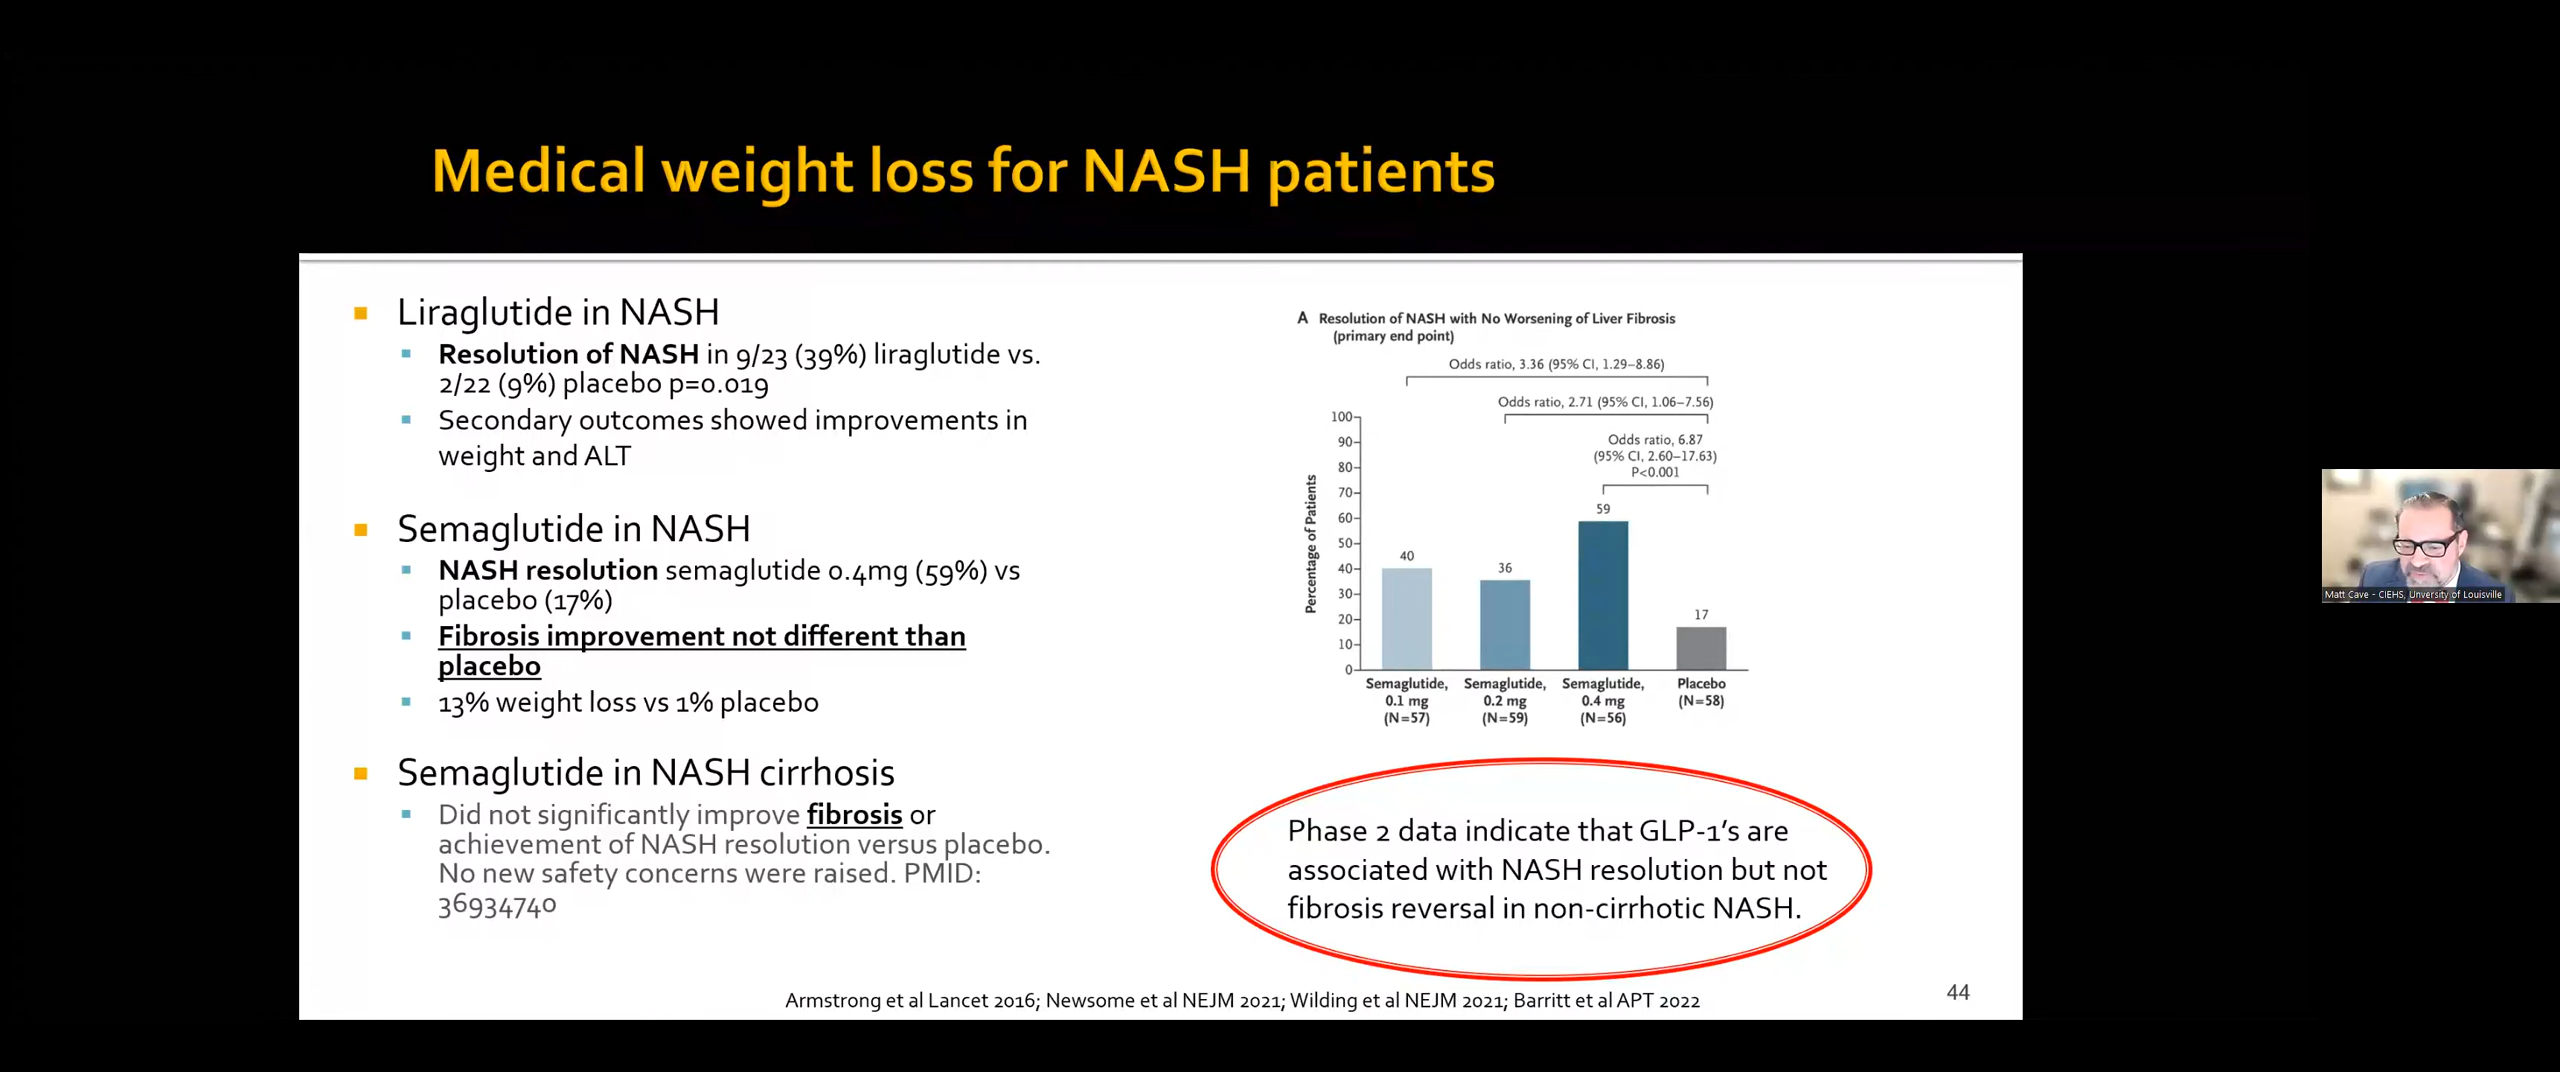 Medical weight loss for NASH patients
Liraglutide in NASH
Resolution of NASH in 9/23 (39%) liraglutide vs.
2/22 (9%) placebo p=0.019
Secondary outcomes showed improvements in
weight and ALT
Semaglutide in NASH
NASH resolution semaglutide 0.4mg (59%) vs
placebo (17%)
Fibrosis improvement not different than
placebo
13% weight loss vs 1% placebo
Semaglutide in NASH cirrhosis
Did not significantly improve fibrosis or
achievement of NASH resolution versus placebo.
No new safety concerns were raised. PMID:
36934740
A Resolution of NASH with No Worsening of Liver Fibrosis
(primary end point)
Odds ratio, 3.36 (95% CI, 1.29–8.86)
Odds ratio, 2.71 (95% CI, 1.06–7.56)
Odds ratio, 6.87
(95% CI, 2.60–17.63)
P<0.001
Percentage of Patients
100
90
80
70
60
50
40
30
20
10
0
40
36
59
17
Semaglutide,
0.1 mg
(N=57)
Semaglutide,
0.2 mg
(N=59)
Semaglutide,
0.4 mg
(N=56)
Placebo
(N=58)
Phase 2 data indicate that GLP-1's are
associated with NASH resolution but not
fibrosis reversal in non-cirrhotic NASH.
Armstrong et al Lancet 2016; Newsome et al NEJM 2021; Wilding et al NEJM 2021; Barritt et al APT 2022
44
Matt Cave - CIEHS, Unversity of Louisville